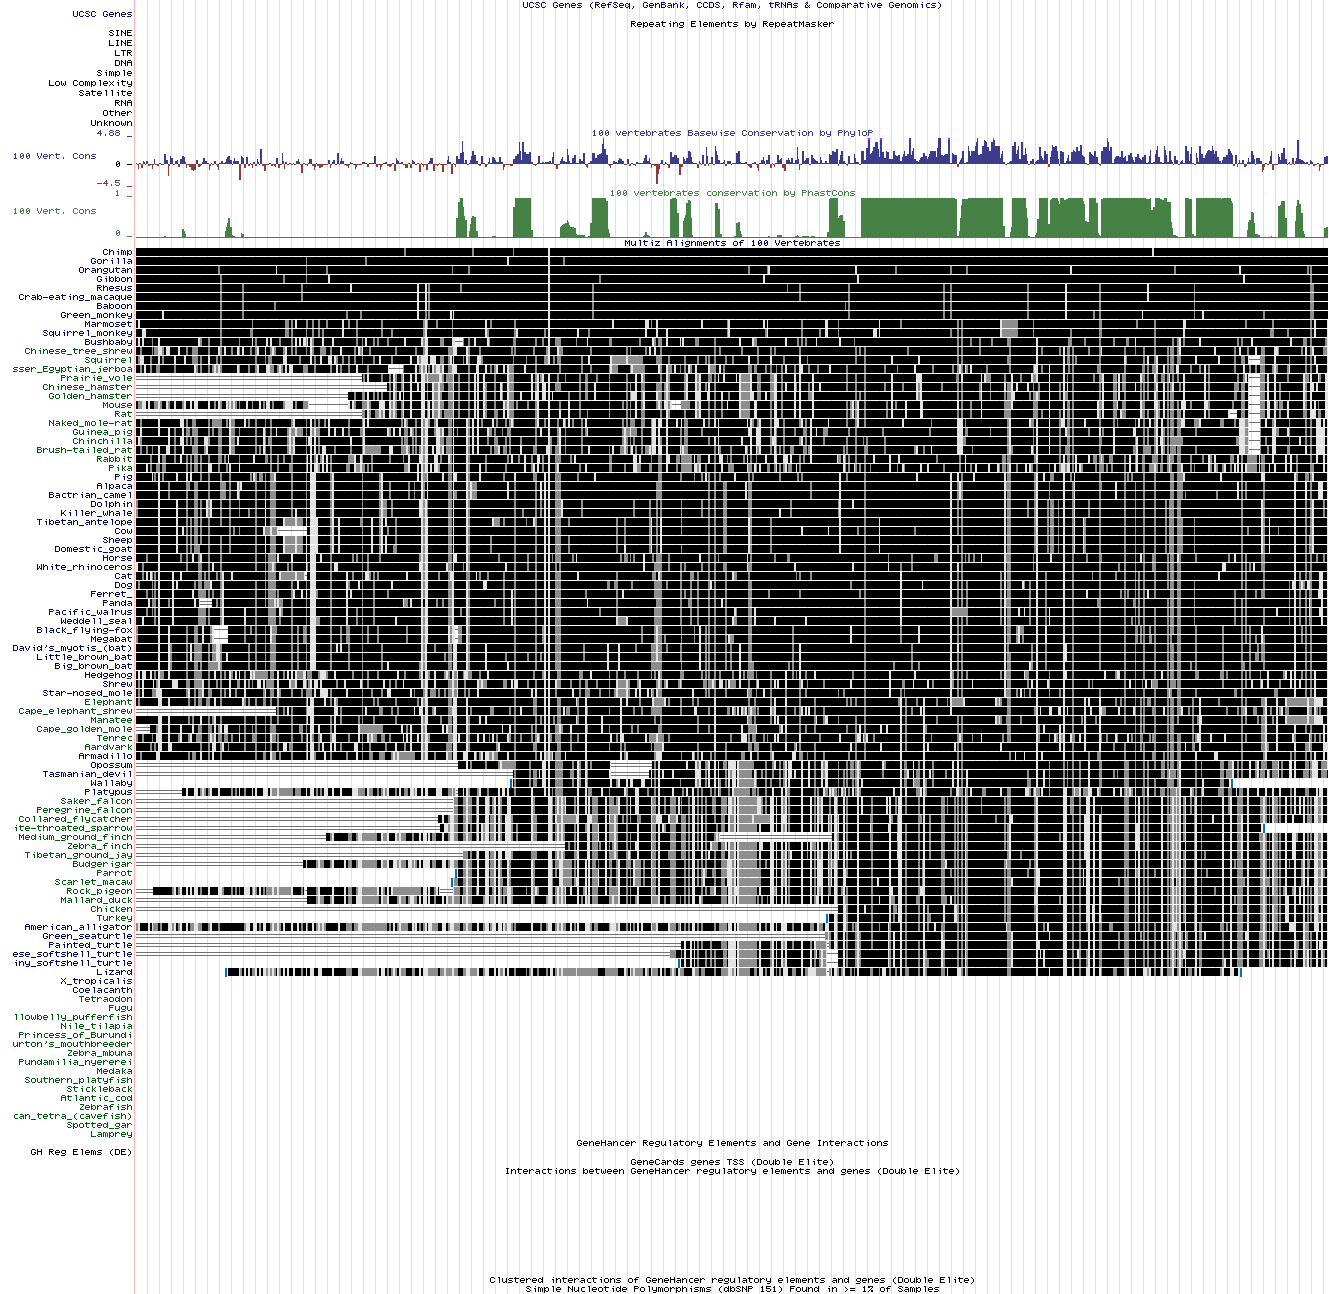 UCSC Genes (RefSeq, GenBank, CCDS, Rfam, tRNAs & Comparative Genomics)
UCSC Genes
Repeating Elements by RepeatMasker
SINE
LINE
LTR
DNA
Simple
Low Complexity
Satellite
RNA
Other
Unknown
100 vertebrates Basewise Conservation by PhyloP
4.88 _
100 Vert. Cons
0 -
-4.5 _
100 vertebrates conservation by PhastCons
1 _
100 Vert. Cons
0 _
Multiz Alignments of 100 Vertebrates
Chimp
Gorilla
Orangutan
Gibbon
Rhesus
Crab-eating_macaque
Baboon
Green_monkey
Marmoset
Squirrel_monkey
Bushbaby
Chinese_tree_shrew
Squirrel
sser_Egyptian_jerboa
Prairie_vole
Chinese_hamster
Golden_hamster
Mouse
Rat
Naked_mole-rat
Guinea_pig
Chinchilla
Brush-tailed_rat
Rabbit
Pika
Pig
Alpaca
Bactrian_camel
Dolphin
Killer_whale
Tibetan_antelope
Cow
Sheep
Domestic_goat
Horse
White_rhinoceros
Cat
Dog
Ferret_
Panda
Pacific_walrus
Weddell_seal
Black_flying-fox
Megabat
David's_myotis_(bat)
Little_brown_bat
Big_brown_bat
Hedgehog
Shrew
Star-nosed_mole
Elephant
Cape_elephant_shrew
Manatee
Cape_golden_mole
Tenrec
Aardvark
Armadillo
Opossum
Tasmanian_devil
Wallaby
Platypus
Saker_falcon
Peregrine_falcon
Collared_flycatcher
ite-throated_sparrow
Medium_ground_finch
Zebra_finch
Tibetan_ground_jay
Budgerigar
Parrot
Scarlet_macaw
Rock_pigeon
Mallard_duck
Chicken
Turkey
American_alligator
Green_seaturtle
Painted_turtle
ese_softshell_turtle
iny_softshell_turtle
Lizard
X_tropicalis
Coelacanth
Tetraodon
Fugu
llowbelly_pufferfish
Nile_tilapia
Princess_of_Burundi
urton's_mouthbreeder
Zebra_mbuna
Pundamilia_nyererei
Medaka
Southern_platyfish
Stickleback
Atlantic_cod
Zebrafish
can_tetra_(cavefish)
Spotted_gar
Lamprey
GeneHancer Regulatory Elements and Gene Interactions
GH Reg Elems (DE)
GeneCards genes TSS (Double Elite)
Interactions between GeneHancer regulatory elements and genes (Double Elite)
Clustered interactions of GeneHancer regulatory elements and genes (Double Elite)
Simple Nucleotide Polymorphisms (dbSNP 151) Found in >= 1% of Samples